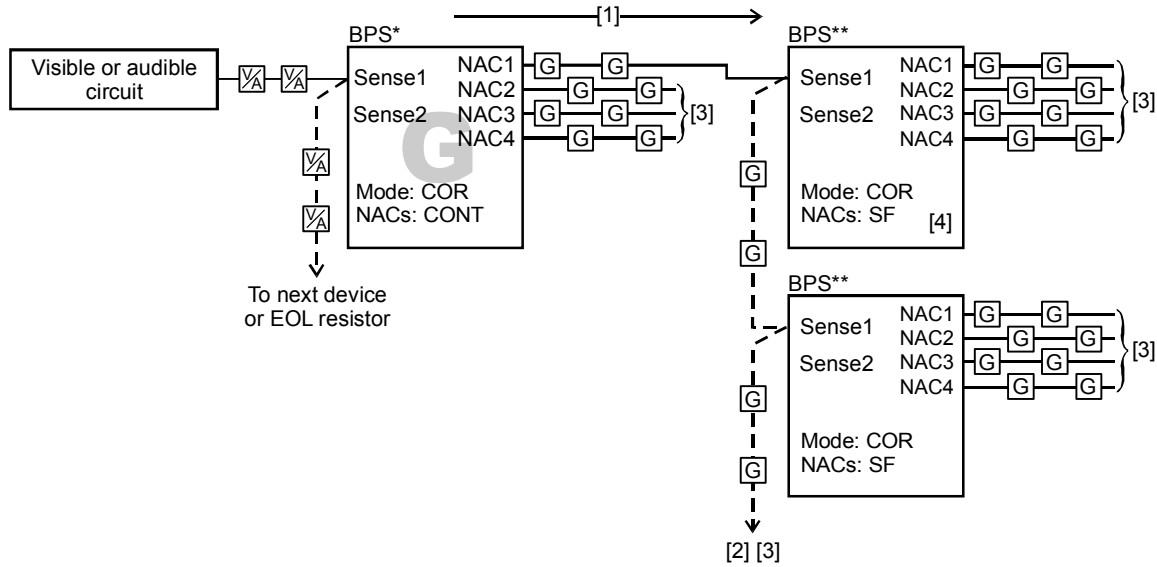 [1]
BPS*
BPS**
Visible or audible
circuit
V/A V/A
Sense1
Sense2
NAC1 G G
NAC2 G G
NAC3 G G
NAC4 G G
[3]
G
Mode: COR
NACs: CONT
V/A
V/A
To next device
or EOL resistor
Sense1
Sense2
NAC1 G G
NAC2 G G
NAC3 G G
NAC4 G G
[3]
Mode: COR
NACs: SF
[4]
G
G
BPS**
Sense1
Sense2
NAC1 G G
NAC2 G G
NAC3 G G
NAC4 G G
[3]
Mode: COR
NACs: SF
G
G
[2] [3]